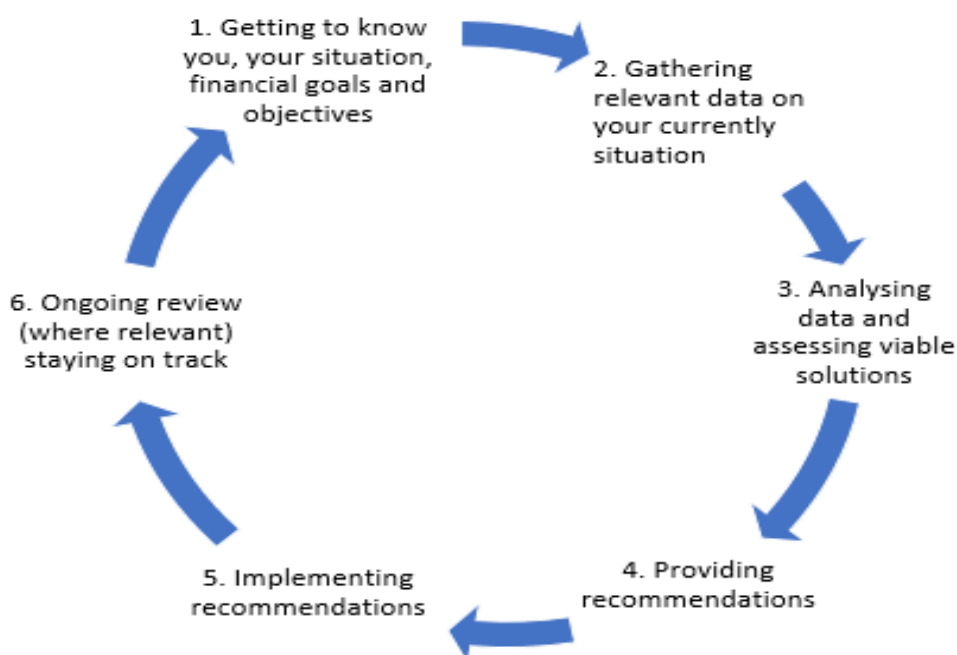 1. Getting to know
you, your situation,
financial goals and
objectives
2. Gathering
relevant data on
your currently
situation
3. Analysing
data and
assessing viable
solutions
4. Providing
recommendations
5. Implementing
recommendations
6. Ongoing review
(where relevant)
staying on track